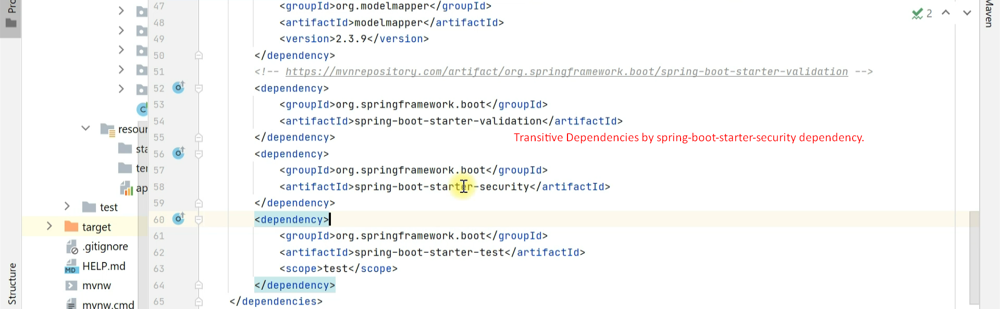 Maven
Structure
resour
test
target
.gitignore
HELP.md
MD
mvnw
mvnw.cmd
2
47 <groupId>org.modelmapper</groupId>
48 <artifactId>modelmapper</artifactId>
49 <version>2.3.9</version>
50 </dependency>
51 <!-- https://mvnrepository.com/artifact/org.springframework.boot/spring-boot-starter-validation -->
52 <dependency>
53 <groupId>org.springframework.boot</groupId>
54 <artifactId>spring-boot-starter-validation</artifactId>
55 </dependency>
Transitive Dependencies by spring-boot-starter-security dependency.
56 <dependency>
57 <groupId>org.springframework.boot</groupId>
58 <artifactId>spring-boot-starter-security</artifactId>
59 </dependency>
60 <dependency>
61 <groupId>org.springframework.boot</groupId>
62 <artifactId>spring-boot-starter-test</artifactId>
63 <scope>test</scope>
64 </dependency>
65 </dependencies>